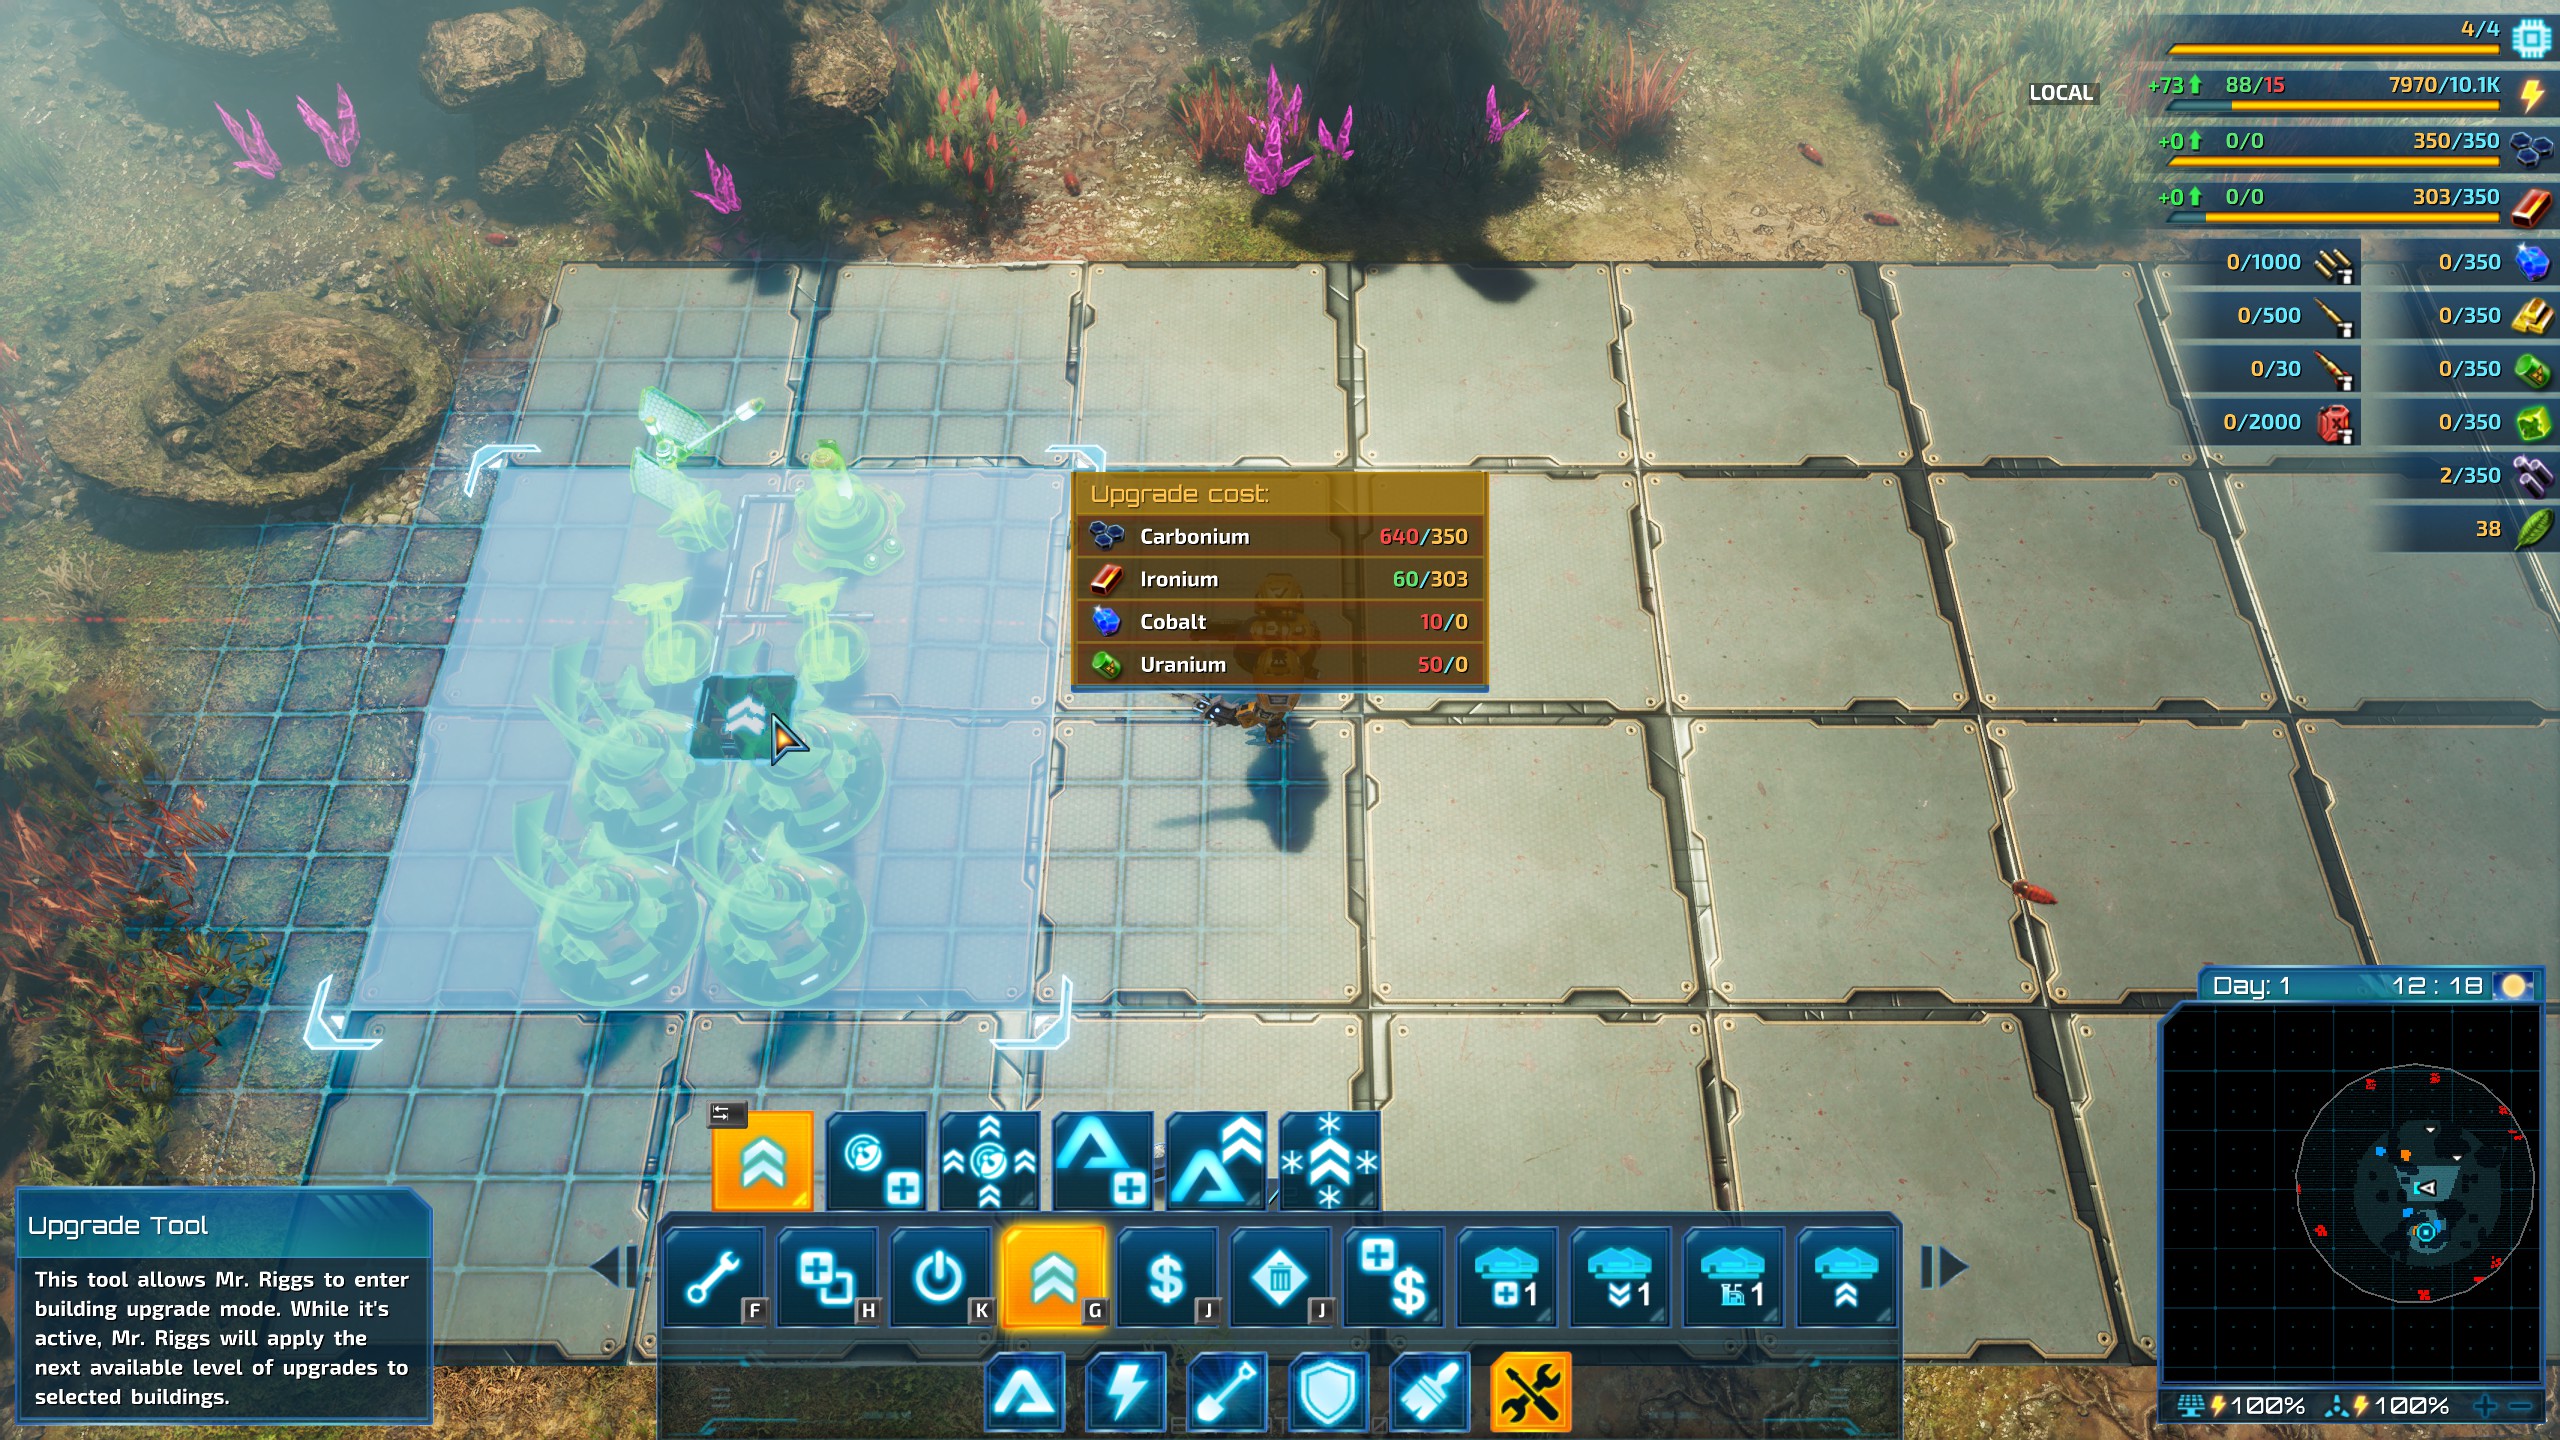 4/4
LOCAL
+73 88/15 7970/10.1K
+0 0/0 350/350
+0 0/0 303/350
0/1000 0/350
0/500 0/350
0/30 0/350
0/2000 0/350
2/350
38
Upgrade cost:
Carbonium 640/350
Ironium 60/303
Cobalt 10/0
Uranium 50/0
Day: 1 12:18
Upgrade Tool
This tool allows Mr. Riggs to enter
building upgrade mode. While it's
active, Mr. Riggs will apply the
next available level of upgrades to
selected buildings.
F H K G J J 1 1 1
100% 100%